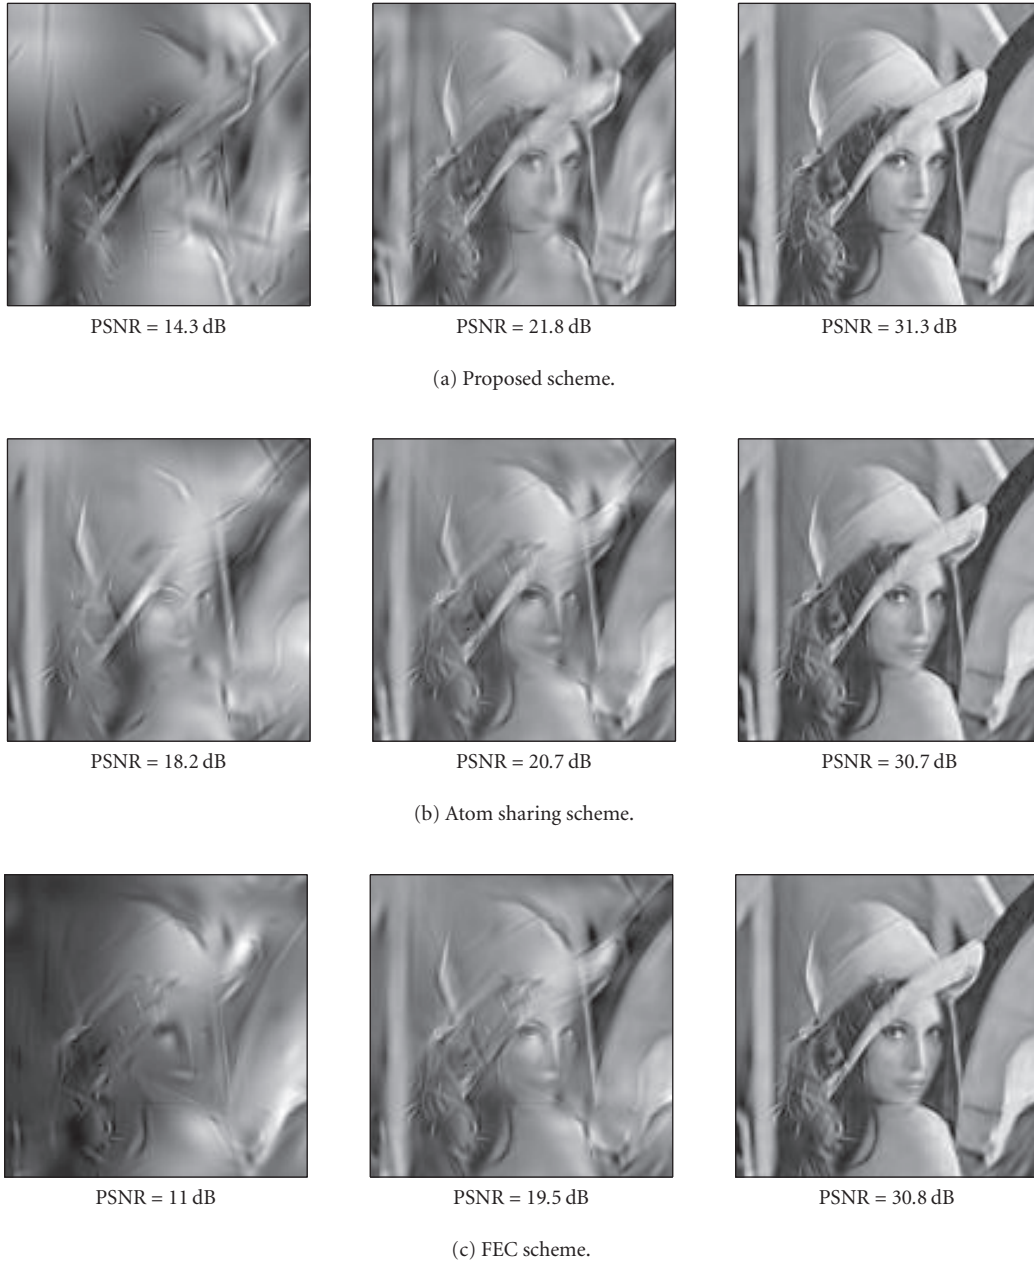 PSNR = 14.3 dB
PSNR = 21.8 dB
PSNR = 31.3 dB
(a) Proposed scheme.
PSNR = 18.2 dB
PSNR = 20.7 dB
PSNR = 30.7 dB
(b) Atom sharing scheme.
PSNR = 11 dB
PSNR = 19.5 dB
PSNR = 30.8 dB
(c) FEC scheme.